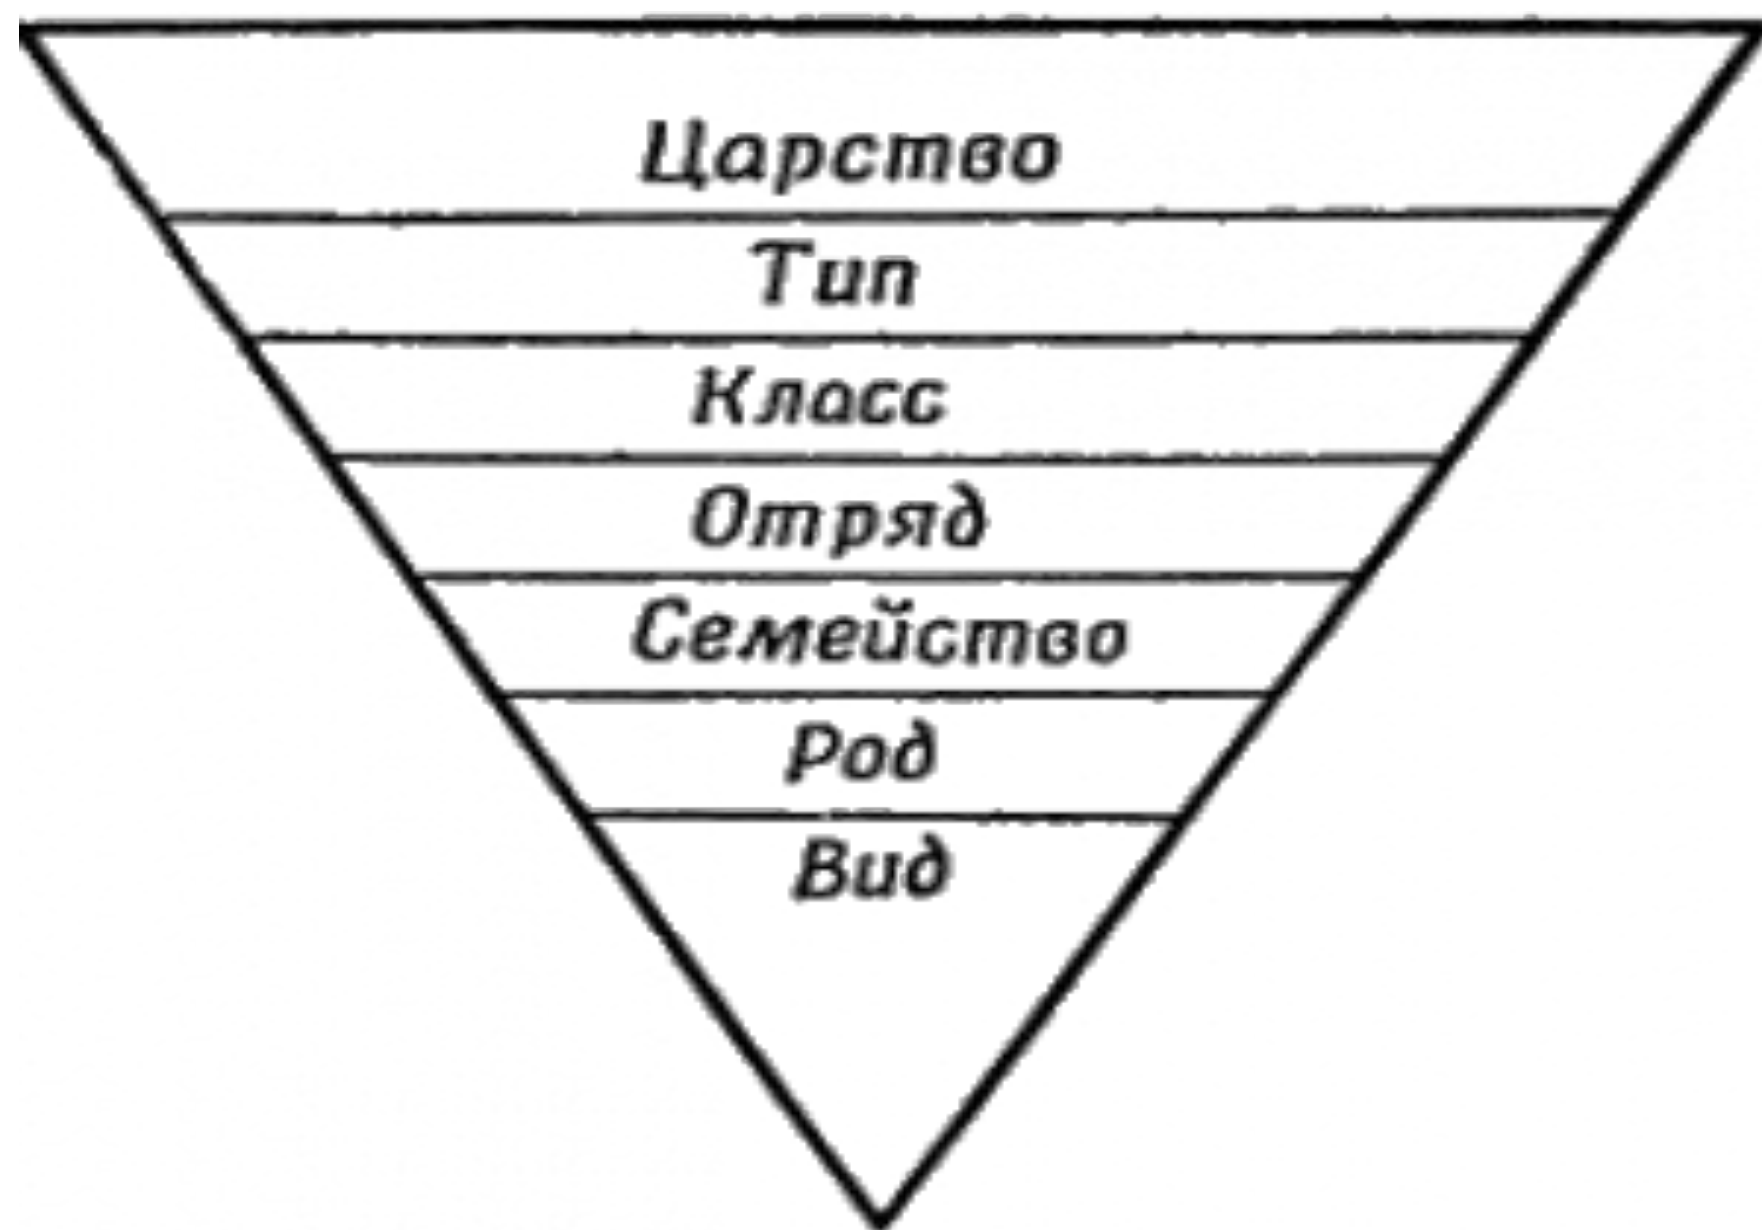 Царство
Тип
Класс
Отряд
Семейство
Род
Вид